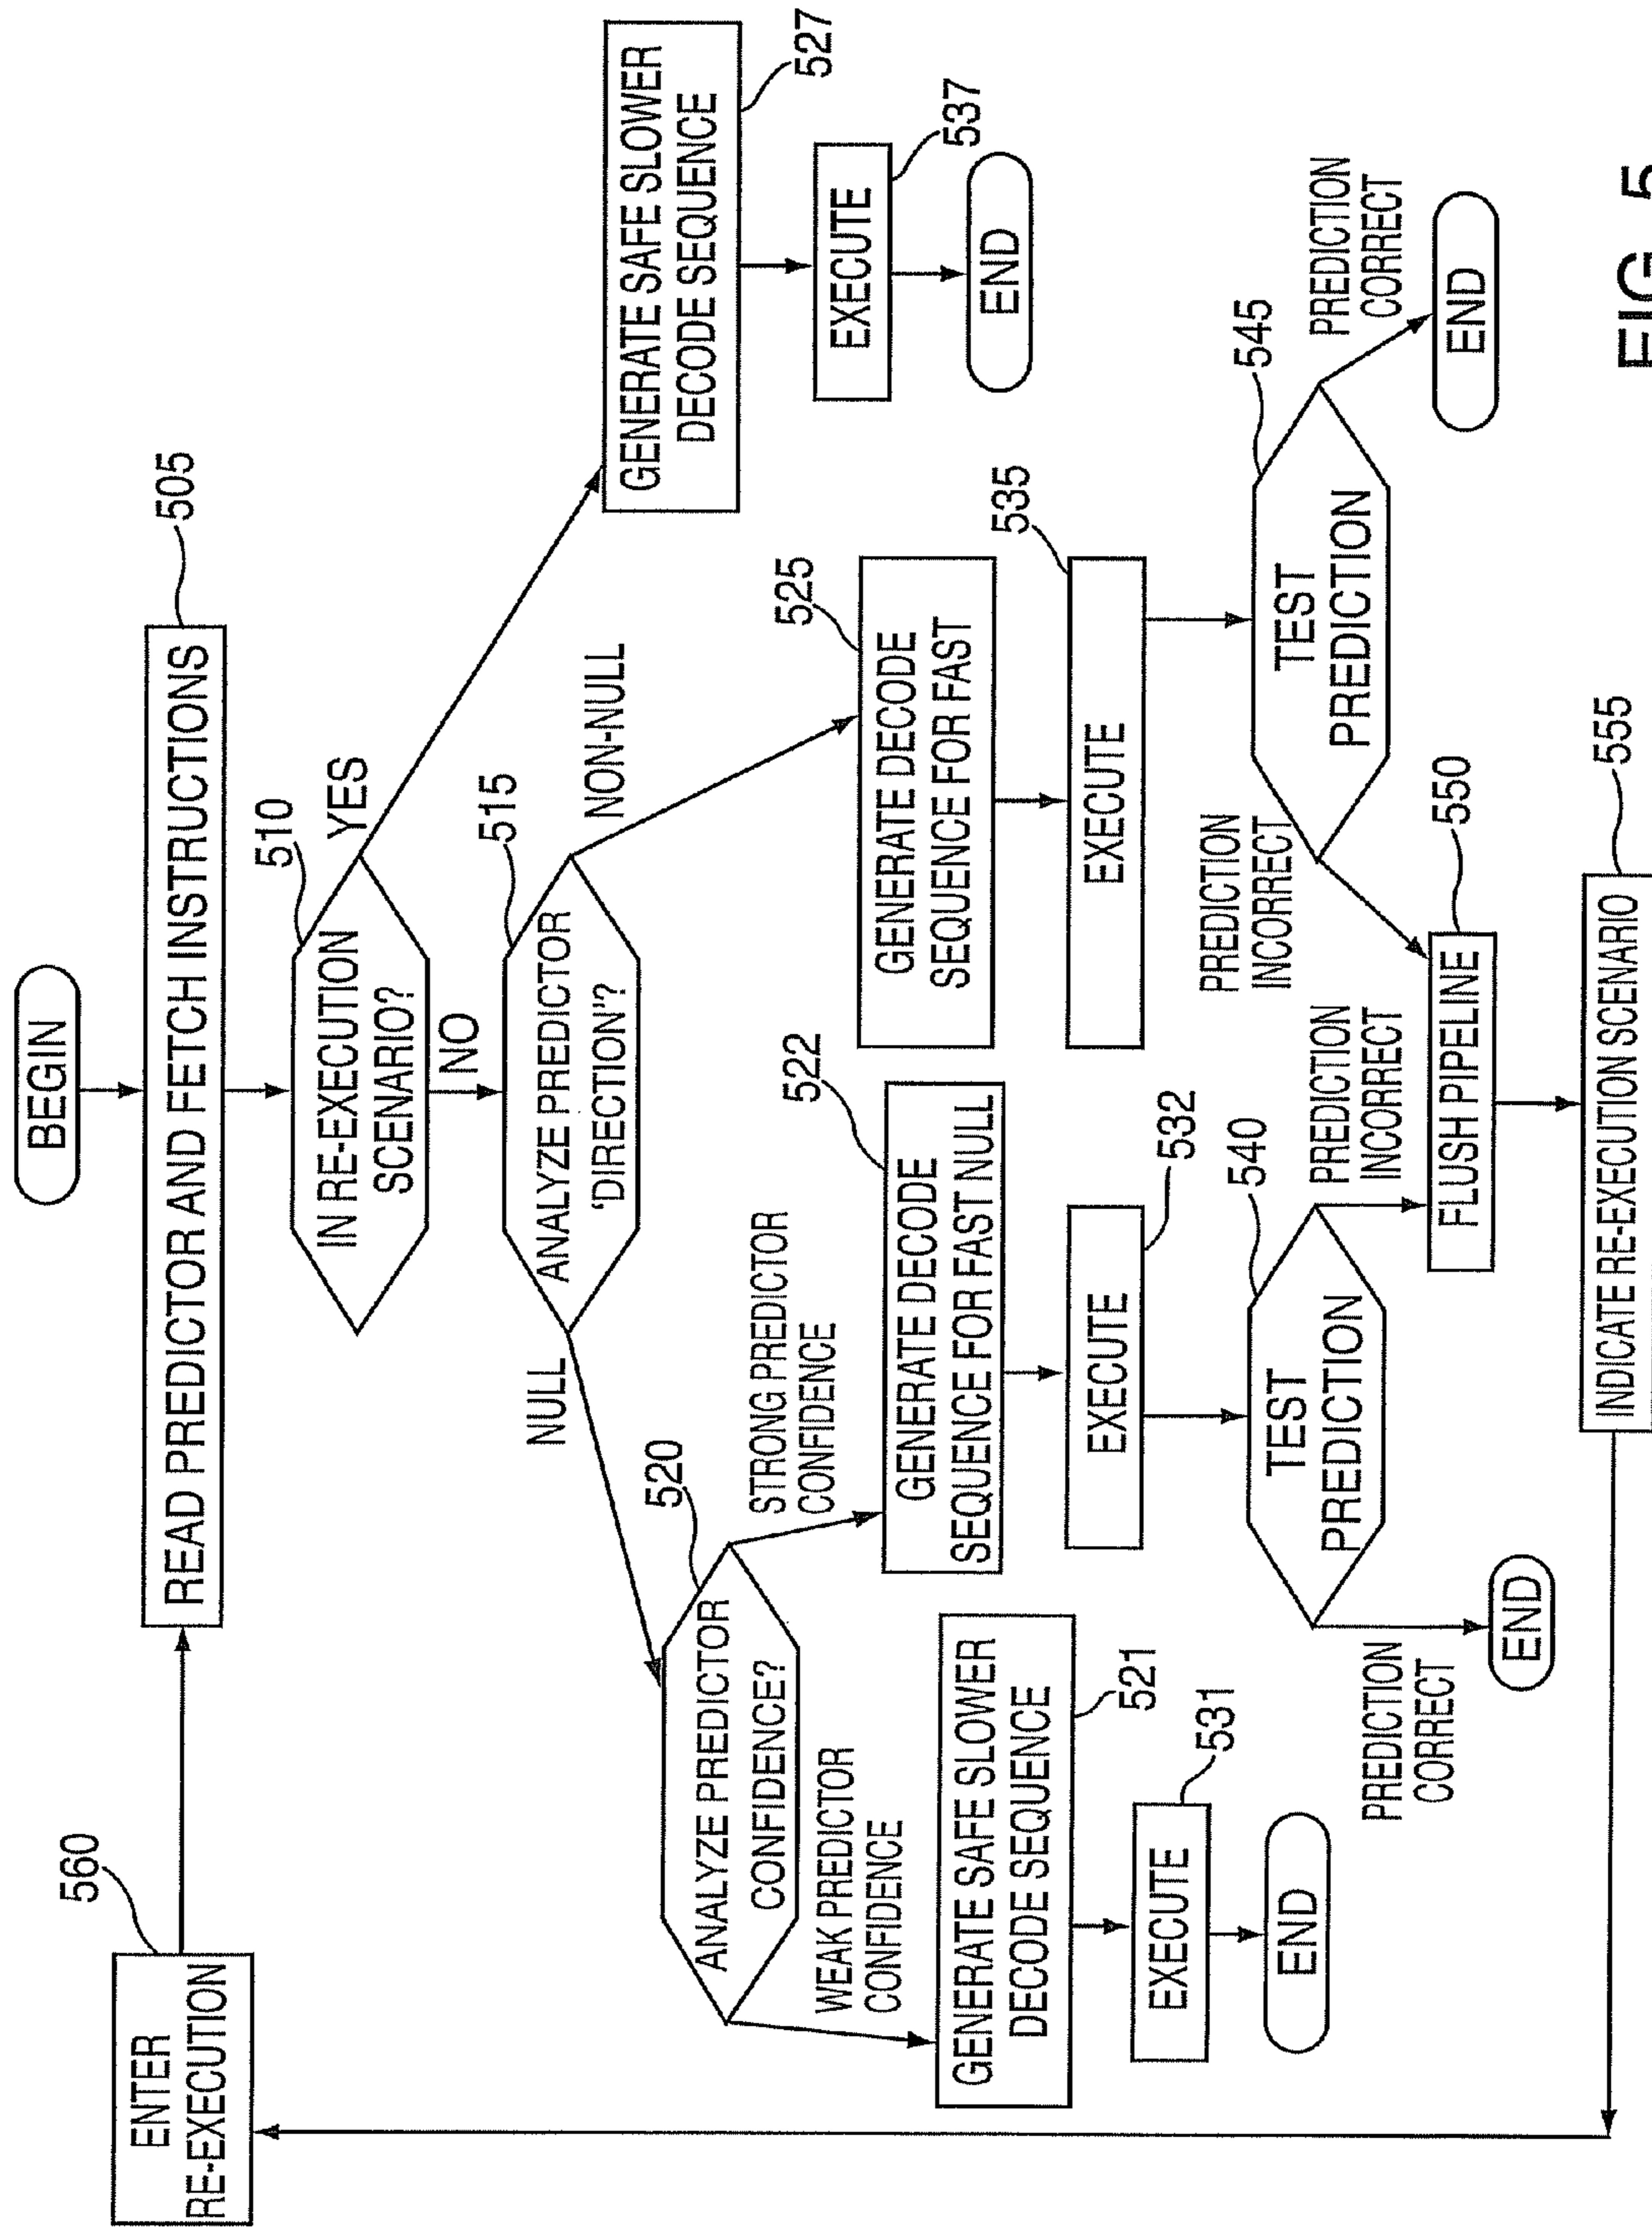 BEGIN
560
ENTER
RE-EXECUTION
505
READ PREDICTOR AND FETCH INSTRUCTIONS
510
IN RE-EXECUTION
SCENARIO?
YES
NO
515
ANALYZE PREDICTOR
'DIRECTION'?
NULL
NON-NULL
527
GENERATE SAFE SLOWER
DECODE SEQUENCE
537
EXECUTE
END
520
ANALYZE PREDICTOR
CONFIDENCE?
STRONG PREDICTOR
CONFIDENCE
WEAK PREDICTOR
CONFIDENCE
522
GENERATE DECODE
SEQUENCE FOR FAST NULL
525
GENERATE DECODE
SEQUENCE FOR FAST
GENERATE SAFE SLOWER
DECODE SEQUENCE
521
EXECUTE
531
END
EXECUTE
532
535
EXECUTE
540
TEST
PREDICTION
PREDICTION
CORRECT
END
PREDICTION
INCORRECT
545
TEST
PREDICTION
PREDICTION
INCORRECT
PREDICTION
CORRECT
END
550
FLUSH PIPELINE
555
INDICATE RE-EXECUTION SCENARIO
FIG. 5